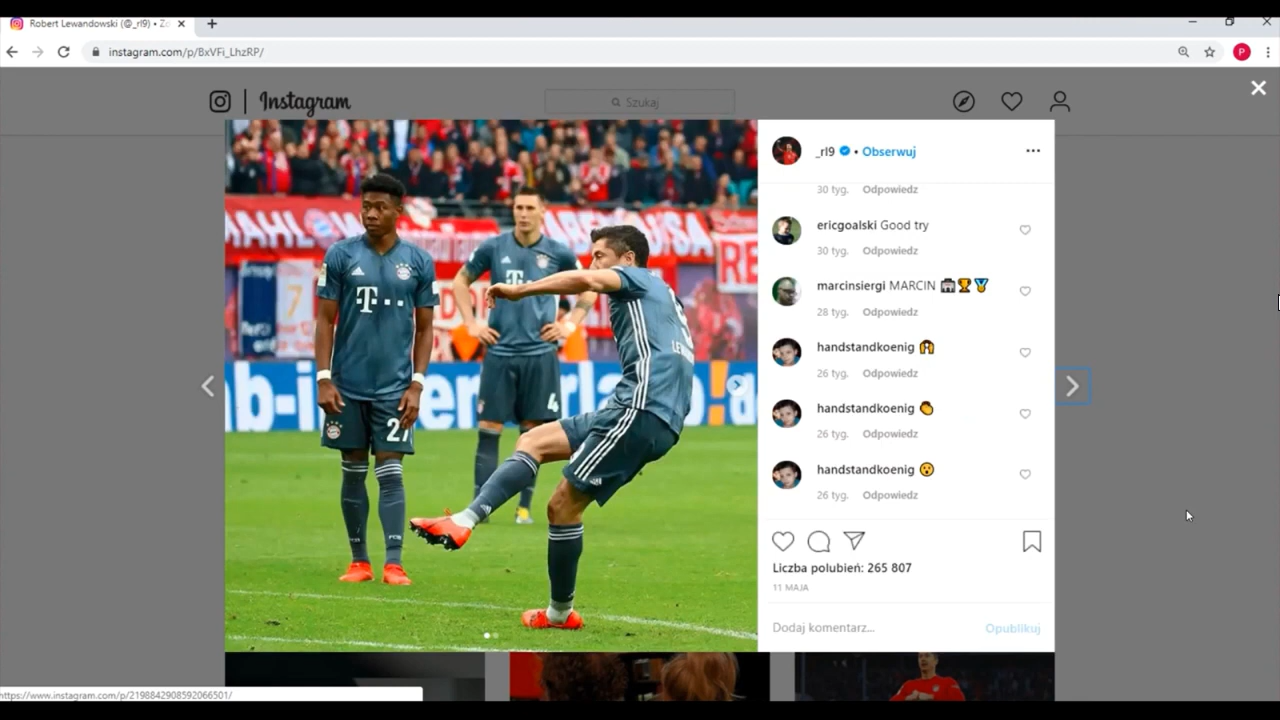 Robert Lewandowski (@_rl9) • Z
instagram.com/p/BxVFi_LhzRP/
P
Instagram
Szukaj
_rl9 • Obserwuj
30 tyg. Odpowiedz
ericgoalski Good try
30 tyg. Odpowiedz
marcinsiergi MARCIN 🏟🏆🏅
28 tyg. Odpowiedz
handstandkoenig 🙌
26 tyg. Odpowiedz
handstandkoenig 👏
26 tyg. Odpowiedz
handstandkoenig 😮
26 tyg. Odpowiedz
Liczba polubień: 265 807
11 MAJA
Dodaj komentarz... Opublikuj
T
T
27
4
https://www.instagram.com/p/2198842908592066501/